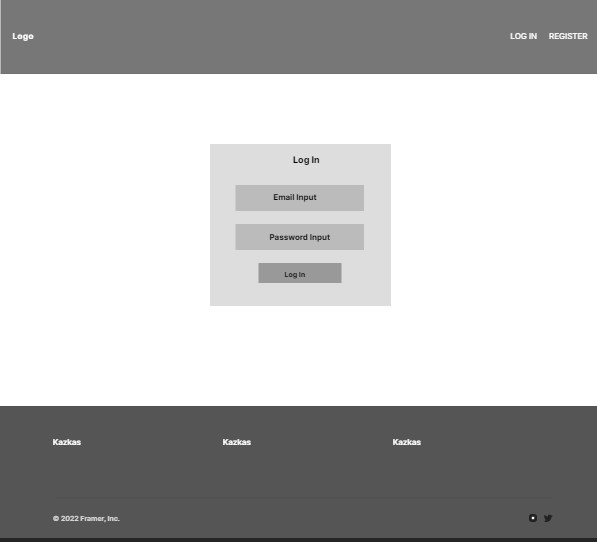 Logo
LOG IN REGISTER
Log In
Email Input
Password Input
Log In
Kazkas Kazkas Kazkas
© 2022 Framer, Inc.